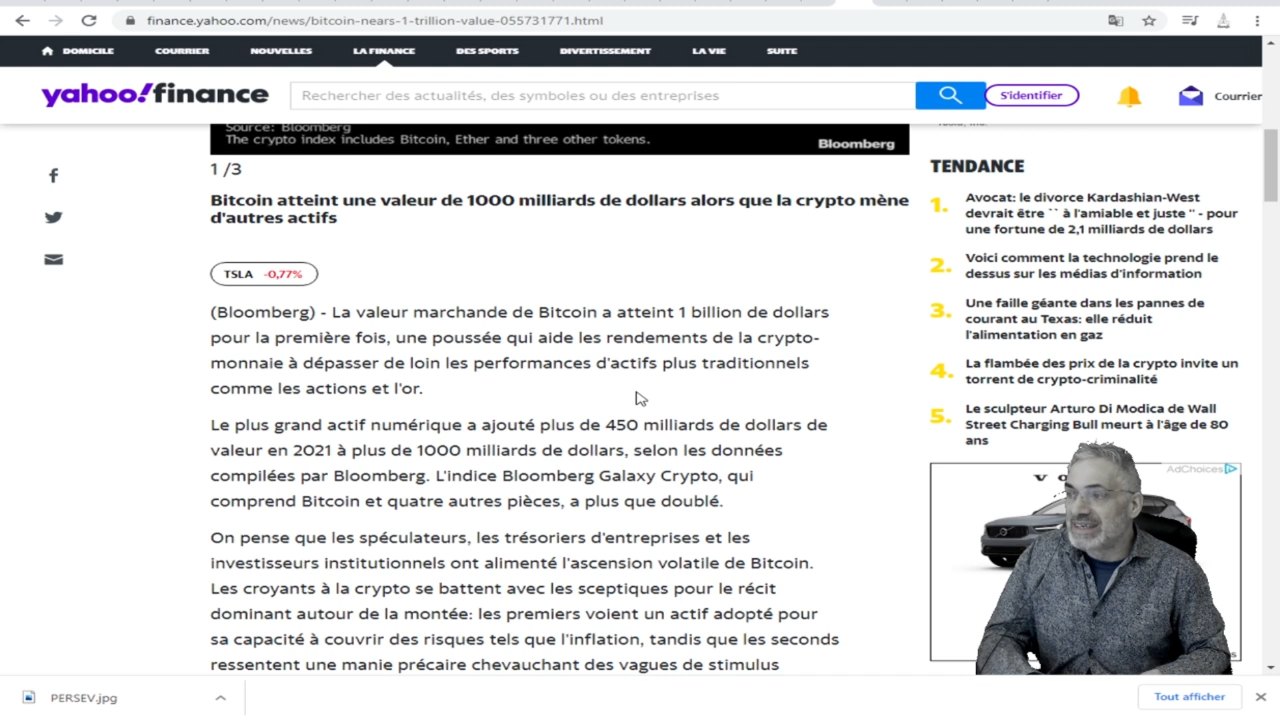 finance.yahoo.com/news/bitcoin-nears-1-trillion-value-055731771.html
DOMICILE COURRIER NOUVELLES LA FINANCE DES SPORTS DIVERTISSEMENT LA VIE SUITE
yahoo!finance
Rechercher des actualités, des symboles ou des entreprises
S'identifier
Courrier
Source: Bloomberg
The crypto index includes Bitcoin, Ether and three other tokens.
Bloomberg
1 /3
Bitcoin atteint une valeur de 1000 milliards de dollars alors que la crypto mène
d'autres actifs
TSLA -0,77%
(Bloomberg) - La valeur marchande de Bitcoin a atteint 1 billion de dollars
pour la première fois, une poussée qui aide les rendements de la crypto-
monnaie à dépasser de loin les performances d'actifs plus traditionnels
comme les actions et l'or.
Le plus grand actif numérique a ajouté plus de 450 milliards de dollars de
valeur en 2021 à plus de 1000 milliards de dollars, selon les données
compilées par Bloomberg. L'indice Bloomberg Galaxy Crypto, qui
comprend Bitcoin et quatre autres pièces, a plus que doublé.
On pense que les spéculateurs, les trésoriers d'entreprises et les
investisseurs institutionnels ont alimenté l'ascension volatile de Bitcoin.
Les croyants à la crypto se battent avec les sceptiques pour le récit
dominant autour de la montée: les premiers voient un actif adopté pour
sa capacité à couvrir des risques tels que l'inflation, tandis que les seconds
ressentent une manie précaire chevauchant des vagues de stimulus
TENDANCE
1. Avocat: le divorce Kardashian-West
devrait être `` à l'amiable et juste '' - pour
une fortune de 2,1 milliards de dollars
2. Voici comment la technologie prend le
dessus sur les médias d'information
3. Une faille géante dans les pannes de
courant au Texas: elle réduit
l'alimentation en gaz
4. La flambée des prix de la crypto invite un
torrent de crypto-criminalité
5. Le sculpteur Arturo Di Modica de Wall
Street Charging Bull meurt à l'âge de 80
ans
AdChoices
PERSEV.jpg
Tout afficher